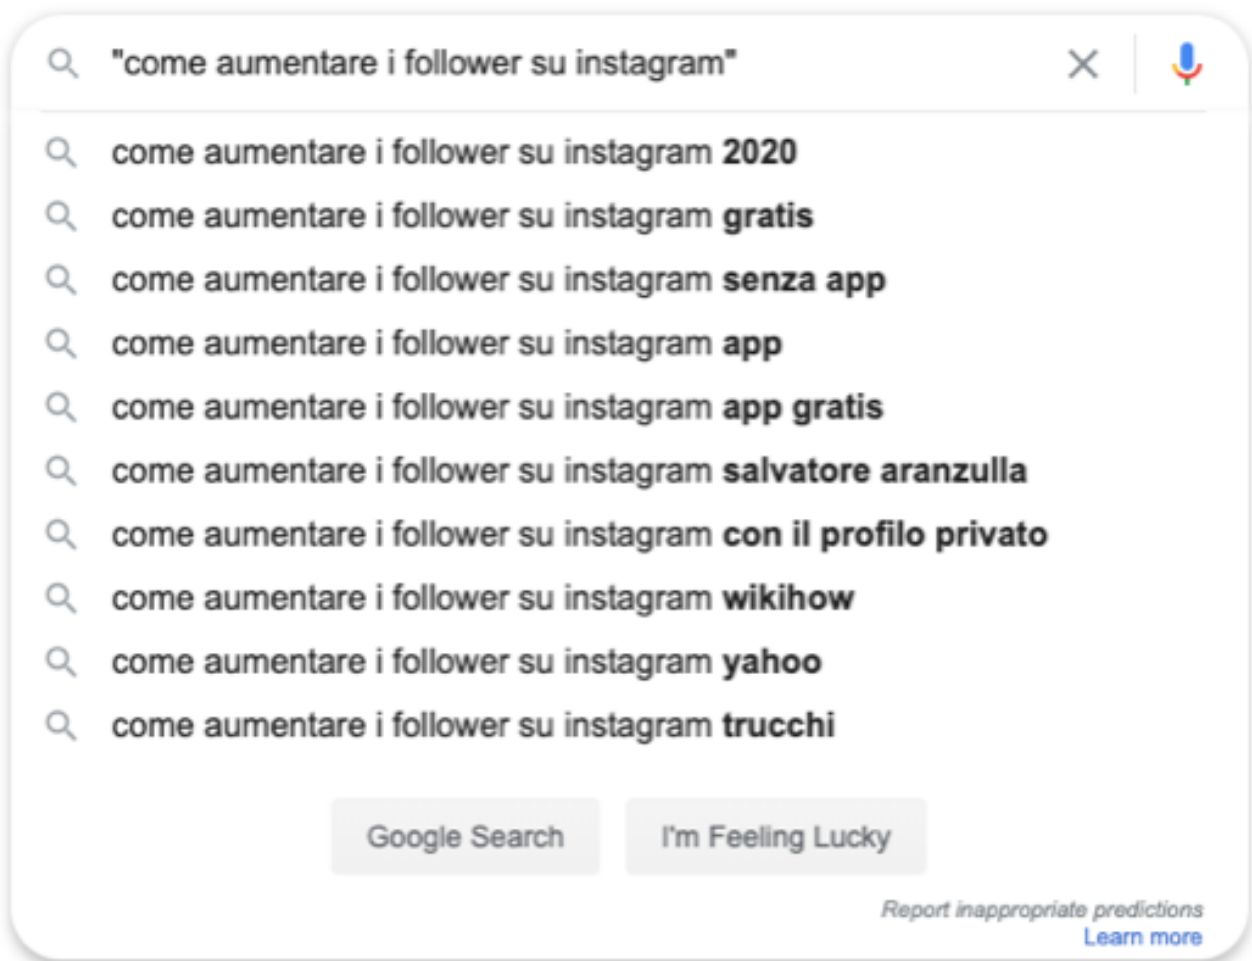 "come aumentare i follower su instagram"
come aumentare i follower su instagram 2020
come aumentare i follower su instagram gratis
come aumentare i follower su instagram senza app
come aumentare i follower su instagram app
come aumentare i follower su instagram app gratis
come aumentare i follower su instagram salvatore aranzulla
come aumentare i follower su instagram con il profilo privato
come aumentare i follower su instagram wikihow
come aumentare i follower su instagram yahoo
come aumentare i follower su instagram trucchi
Google Search I'm Feeling Lucky
Report inappropriate predictions
Learn more